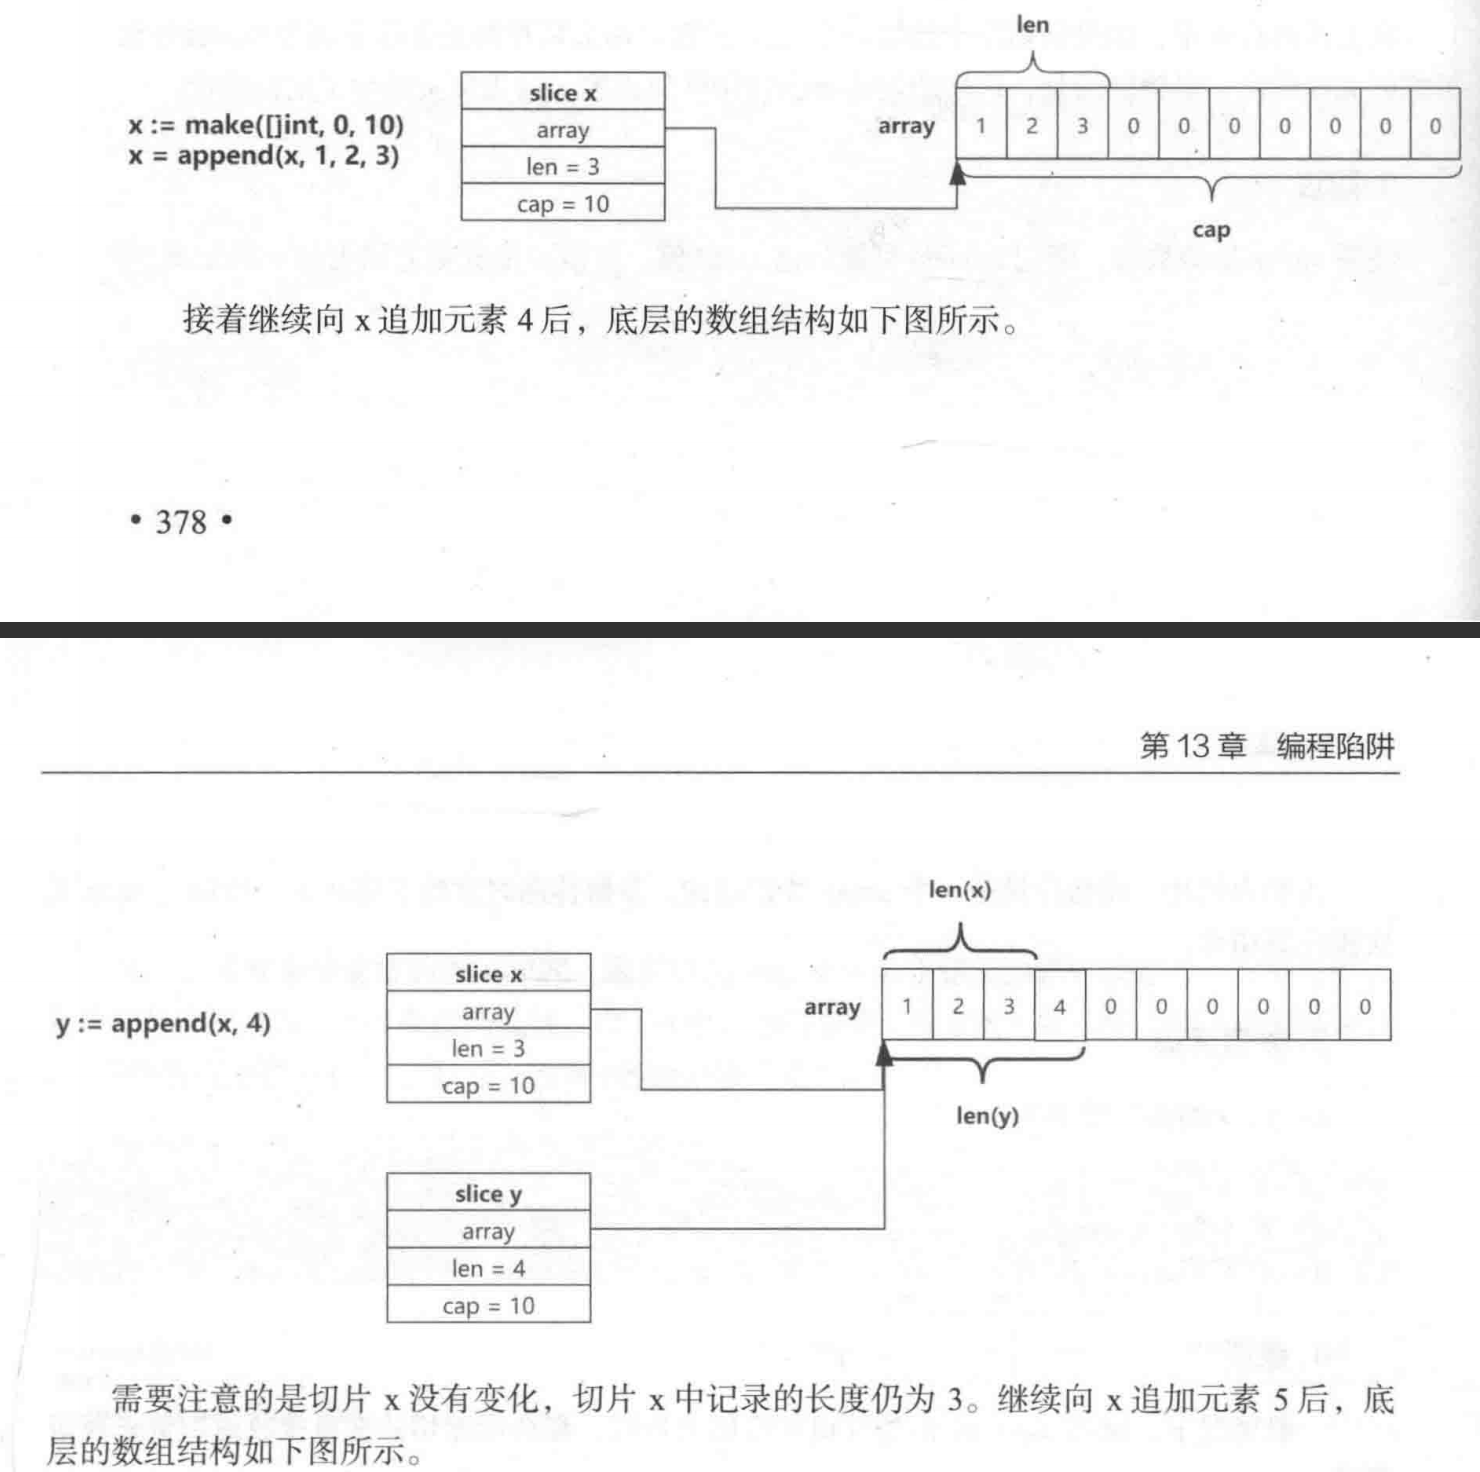 len
x := make([]int, 0, 10)
x = append(x, 1, 2, 3)
slice x
array
len = 3
cap = 10
array 1 2 3 0 0 0 0 0 0 0
cap
接着继续向 x 追加元素 4 后，底层的数组结构如下图所示。
• 378 •
第 13 章 编程陷阱
len(x)
y := append(x, 4)
slice x
array
len = 3
cap = 10
array 1 2 3 4 0 0 0 0 0 0
len(y)
slice y
array
len = 4
cap = 10
需要注意的是切片 x 没有变化，切片 x 中记录的长度仍为 3。继续向 x 追加元素 5 后，底
层的数组结构如下图所示。